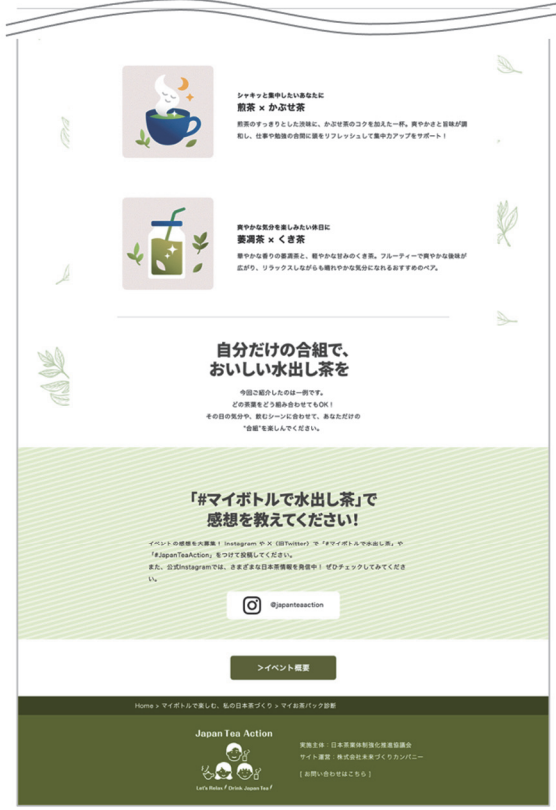 シャキッと集中したいあなたに
煎茶 × かぶせ茶
煎茶のすっきりとした渋味に、かぶせ茶のコクを加えた一杯。爽やかさと旨味が調
和し、仕事や勉強の合間に頭をリフレッシュして集中力アップをサポート！
爽やかな気分を楽しみたい休日に
萎凋茶 × くき茶
華やかな香りの萎凋茶と、軽やかな甘みのくき茶。フルーティーで爽やかな後味が
広がり、リラックスしながらも晴れやかな気分になれるおすすめのペア。
自分だけの合組で、
おいしい水出し茶を
今回ご紹介したのは一例です。
どの茶葉をどう組み合わせてもOK！
その日の気分や、飲むシーンに合わせて、あなただけの
“合組”を楽しんでください。
「#マイボトルで水出し茶」で
感想を教えてください！
イベントの感想を大募集！ Instagram や X（旧Twitter）で「#マイボトルで水出し茶」や
「#JapanTeaAction」をつけて投稿してください。
また、公式Instagramでは、さまざまな日本茶情報を発信中！ ぜひチェックしてみてくださ
い。
@japanteaaction
>イベント概要
Home > マイボトルで楽しむ、私の日本茶づくり > マイお茶パック診断
Japan Tea Action
Let's Relax! Drink Japan Tea!
実施主体：日本茶業体制強化推進協議会
サイト運営：株式会社未来づくりカンパニー
[ お問い合わせはこちら ]